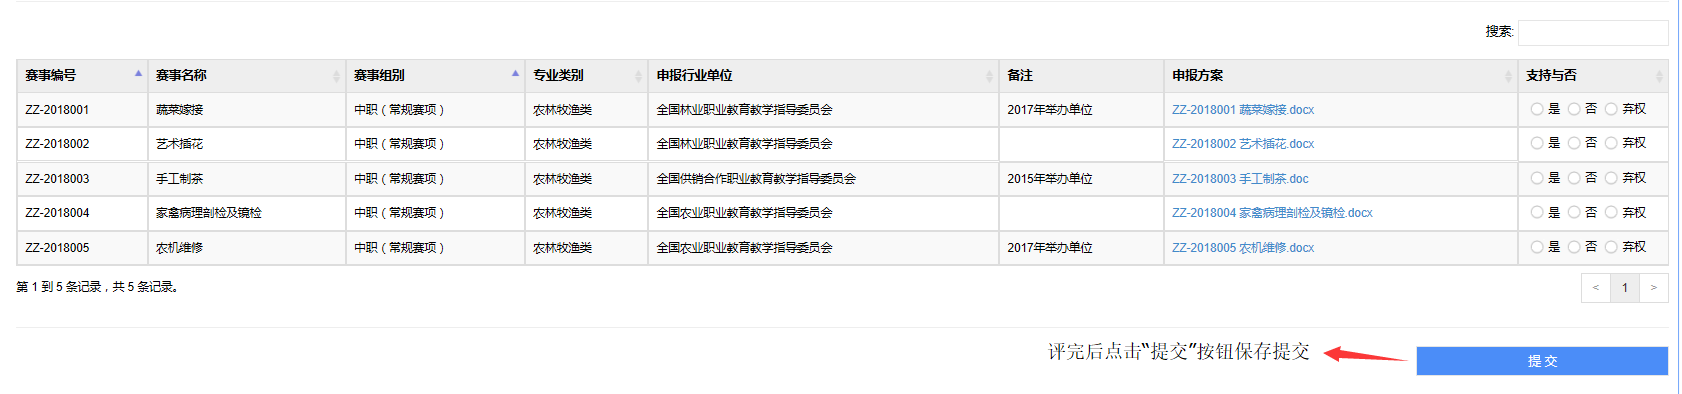 搜索:
赛事编号 赛事名称 赛事组别 专业类别 申报行业单位 备注 申报方案 支持与否
ZZ-2018001 蔬菜嫁接 中职（常规赛项） 农林牧渔类 全国林业职业教育教学指导委员会 2017年举办单位 ZZ-2018001 蔬菜嫁接.docx 是 否 弃权
ZZ-2018002 艺术插花 中职（常规赛项） 农林牧渔类 全国林业职业教育教学指导委员会 ZZ-2018002 艺术插花.docx 是 否 弃权
ZZ-2018003 手工制茶 中职（常规赛项） 农林牧渔类 全国供销合作职业教育教学指导委员会 2015年举办单位 ZZ-2018003 手工制茶.doc 是 否 弃权
ZZ-2018004 家禽病理剖检及镜检 中职（常规赛项） 农林牧渔类 全国农业职业教育教学指导委员会 ZZ-2018004 家禽病理剖检及镜检.docx 是 否 弃权
ZZ-2018005 农机维修 中职（常规赛项） 农林牧渔类 全国农业职业教育教学指导委员会 2017年举办单位 ZZ-2018005 农机维修.docx 是 否 弃权
第 1 到 5 条记录，共 5 条记录。 < 1 >
评完后点击“提交”按钮保存提交
提 交